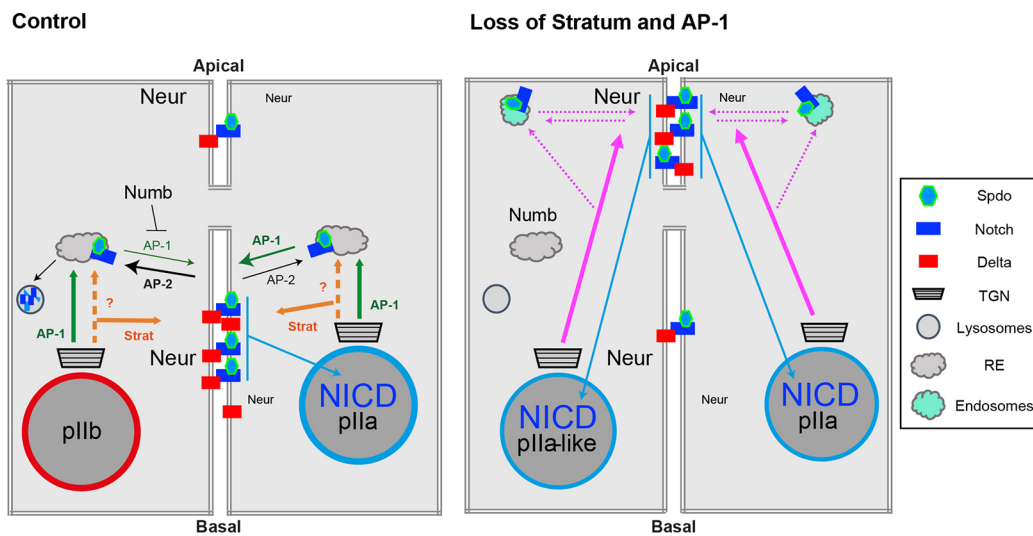 Control
Apical
Neur
Neur
Numb
AP-1
AP-2
AP-1
AP-2
?
AP-1
Strat
?
AP-1
Strat
Neur
Neur
pIIb
NICD
pIIa
Basal
Loss of Stratum and AP-1
Apical
Neur
Neur
Numb
Neur
Neur
NICD
pIIa-like
NICD
pIIa
Basal
Spdo
Notch
Delta
TGN
Lysosomes
RE
Endosomes